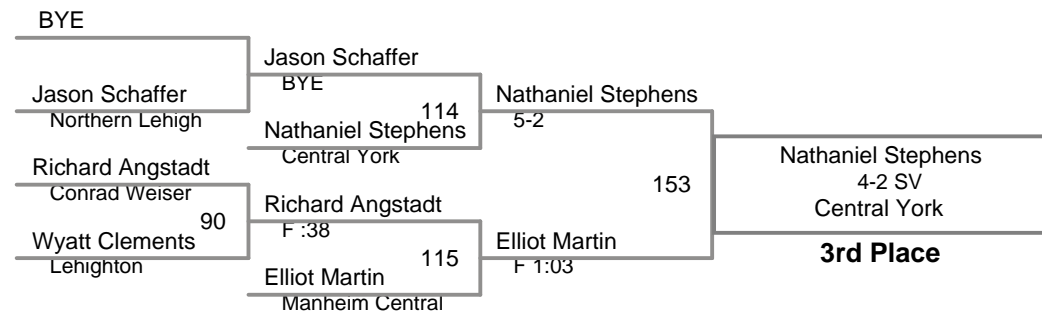 BYE
Jason Schaffer
Northern Lehigh
Richard Angstadt
Conrad Weiser
90
Wyatt Clements
Lehighton
Jason Schaffer
BYE
114
Nathaniel Stephens
Central York
Richard Angstadt
F :38
115
Elliot Martin
Manheim Central
Nathaniel Stephens
5-2
153
Elliot Martin
F 1:03
Nathaniel Stephens
4-2 SV
Central York
3rd Place